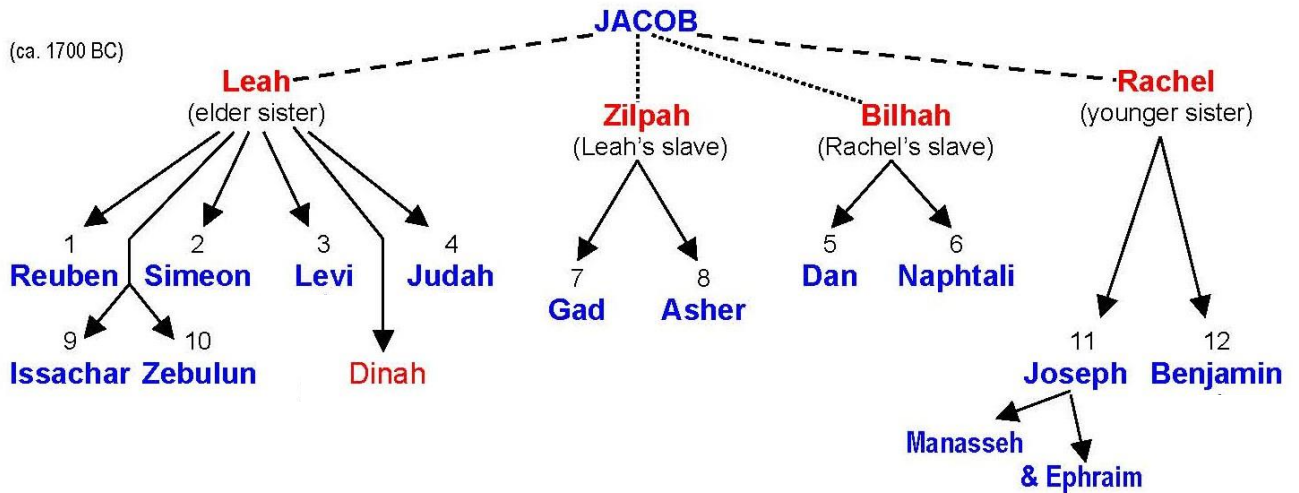 JACOB
(ca. 1700 BC)
Leah
(elder sister)
Zilpah
(Leah's slave)
Bilhah
(Rachel's slave)
Rachel
(younger sister)
1
Reuben
2
Simeon
3
Levi
4
Judah
7
Gad
8
Asher
5
Dan
6
Naphtali
9
Issachar
10
Zebulun
Dinah
11
Joseph
12
Benjamin
Manasseh
& Ephraim